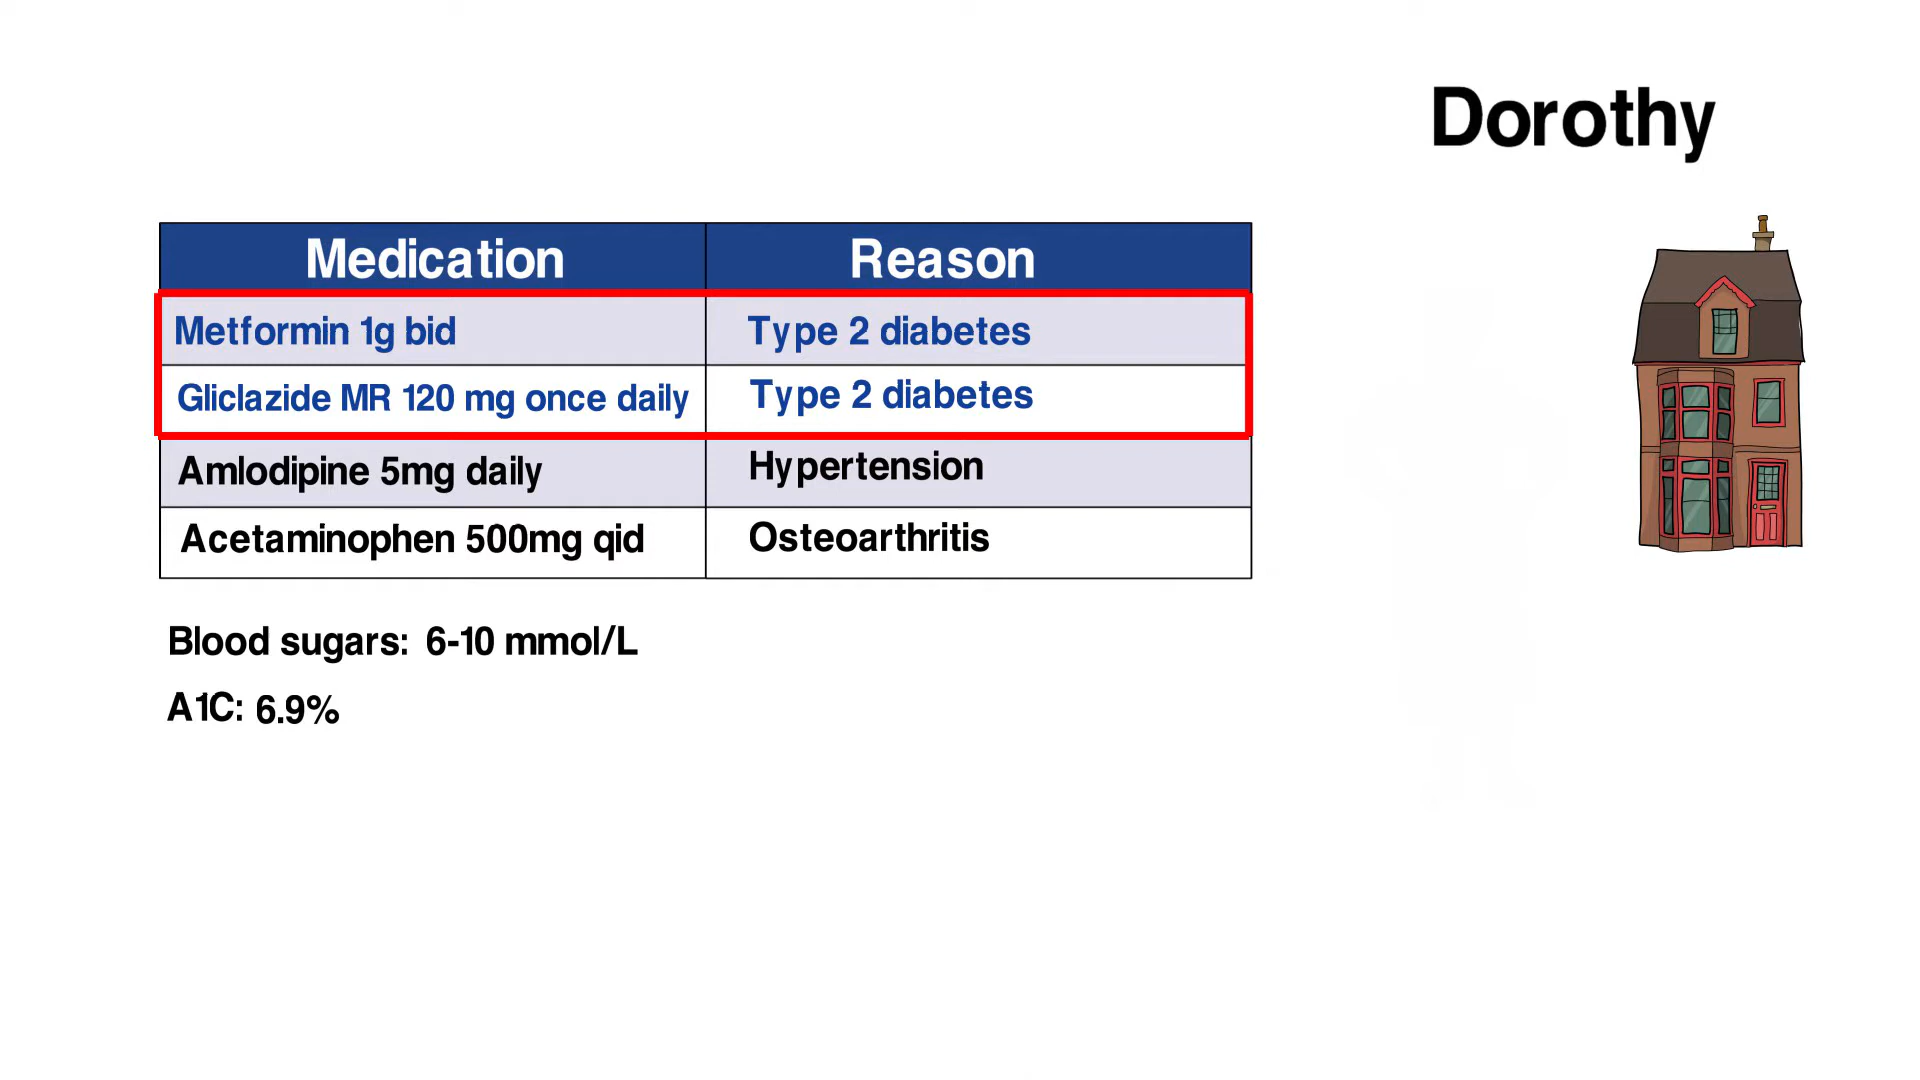 Dorothy
Medication Reason
Metformin 1g bid Type 2 diabetes
Gliclazide MR 120 mg once daily Type 2 diabetes
Amlodipine 5mg daily Hypertension
Acetaminophen 500mg qid Osteoarthritis
Blood sugars: 6-10 mmol/L
A1C: 6.9%